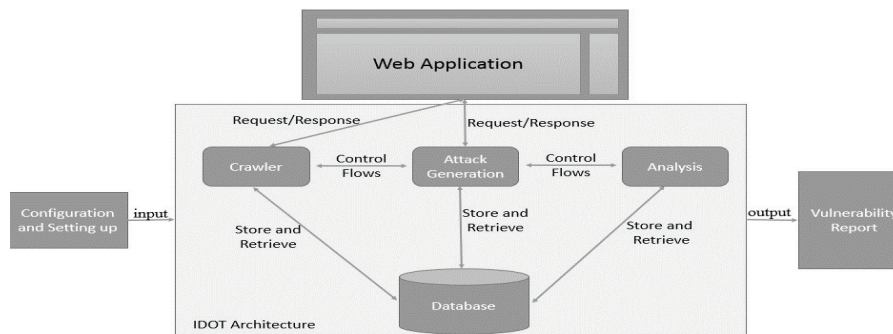 Web Application
Request/Response
Request/Response
Crawler
Control
Flows
Attack
Generation
Control
Flows
Analysis
Configuration
and Setting up
input
output
Vulnerability
Report
Store and
Retrieve
Store and
Retrieve
Store and
Retrieve
Database
IDOT Architecture